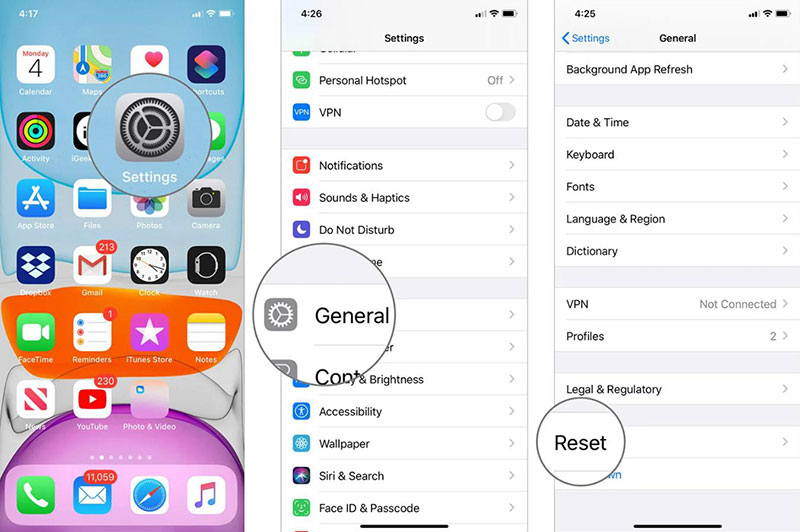 4:17
Monday
4
Calendar
Maps
Shortcuts
Activity
iGeek
Settings
App Store
Files
Photos
Camera
213
Dropbox
Gmail
Clock
Watch
1
FaceTime
Reminders
iTunes Store
Notes
230
News
YouTube
Photo & Video
11,059
4:26
Settings
Personal Hotspot Off
VPN VPN
Notifications
Sounds & Haptics
Do Not Disturb
General
Display & Brightness
Accessibility
Wallpaper
Siri & Search
Face ID & Passcode
4:25
Settings General
Background App Refresh
Date & Time
Keyboard
Fonts
Language & Region
Dictionary
VPN Not Connected
Profiles 2
Legal & Regulatory
Reset